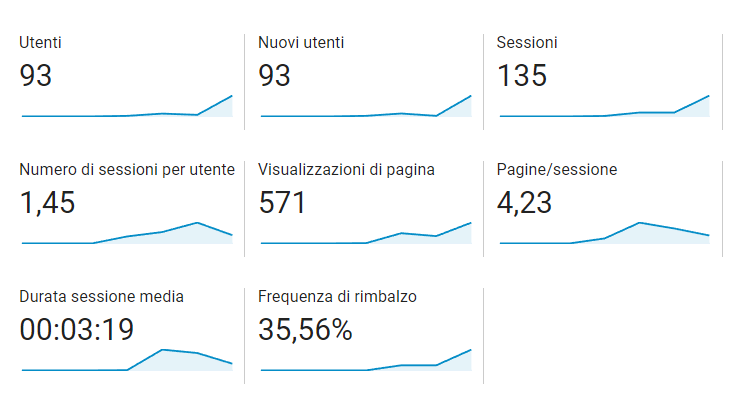 Utenti
93
Nuovi utenti
93
Sessioni
135
Numero di sessioni per utente
1,45
Visualizzazioni di pagina
571
Pagine/sessione
4,23
Durata sessione media
00:03:19
Frequenza di rimbalzo
35,56%